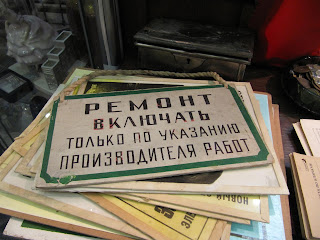 РЕМОНТ
ВКЛЮЧАТЬ
ТОЛЬКО ПО УКАЗАНИЮ
ПРОИЗВОДИТЕЛЯ РАБОТ